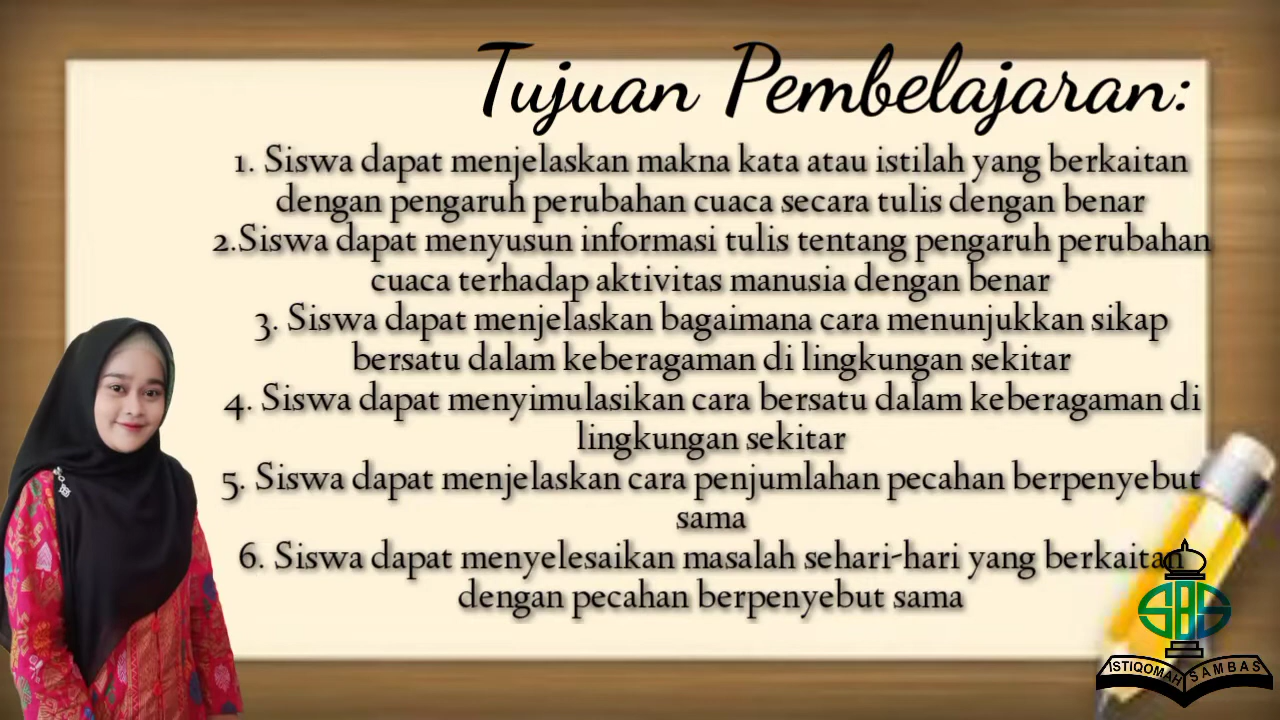 Tujuan Pembelajaran:
1. Siswa dapat menjelaskan makna kata atau istilah yang berkaitan
dengan pengaruh perubahan cuaca secara tulis dengan benar
2.Siswa dapat menyusun informasi tulis tentang pengaruh perubahan
cuaca terhadap aktivitas manusia dengan benar
3. Siswa dapat menjelaskan bagaimana cara menunjukkan sikap
bersatu dalam keberagaman di lingkungan sekitar
4. Siswa dapat menyimulasikan cara bersatu dalam keberagaman di
lingkungan sekitar
5. Siswa dapat menjelaskan cara penjumlahan pecahan berpenyebut
sama
6. Siswa dapat menyelesaikan masalah sehari-hari yang berkaitan
dengan pecahan berpenyebut sama
SBS
ISTIQOMAH SAMBAS